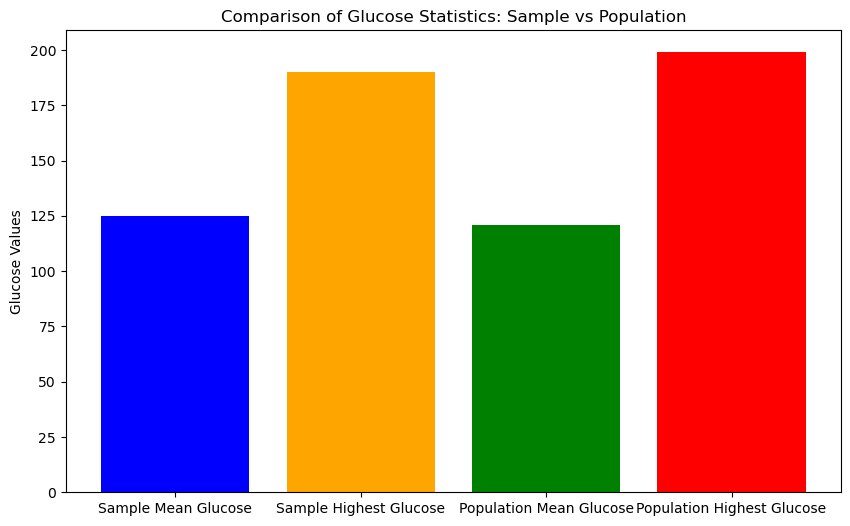 Comparison of Glucose Statistics: Sample vs Population
Glucose Values
200
175
150
125
100
75
50
25
0
Sample Mean Glucose
Sample Highest Glucose
Population Mean Glucose
Population Highest Glucose